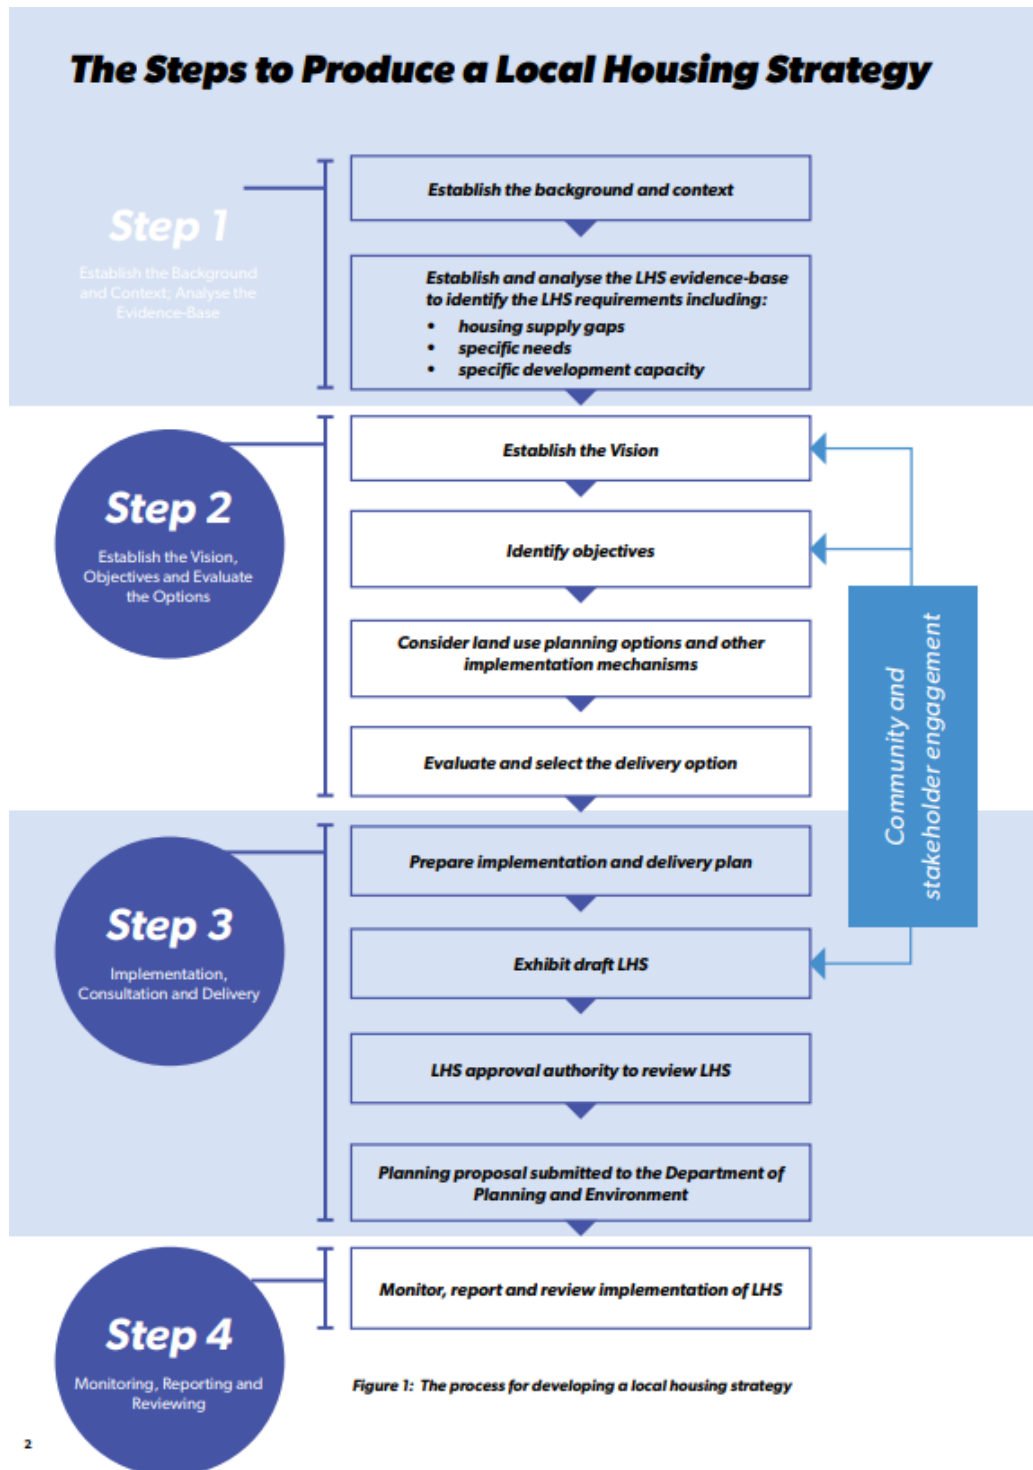 The Steps to Produce a Local Housing Strategy
Step 1
Establish the Background
and Context; Analyse the
Evidence-Base
Establish the background and context
Establish and analyse the LHS evidence-base
to identify the LHS requirements including:
• housing supply gaps
• specific needs
• specific development capacity
Step 2
Establish the Vision,
Objectives and Evaluate
the Options
Establish the Vision
Identify objectives
Consider land use planning options and other
implementation mechanisms
Evaluate and select the delivery option
Community and
stakeholder engagement
Step 3
Implementation,
Consultation and Delivery
Prepare implementation and delivery plan
Exhibit draft LHS
LHS approval authority to review LHS
Planning proposal submitted to the Department of
Planning and Environment
Step 4
Monitoring, Reporting and
Reviewing
Monitor, report and review implementation of LHS
Figure 1: The process for developing a local housing strategy
2